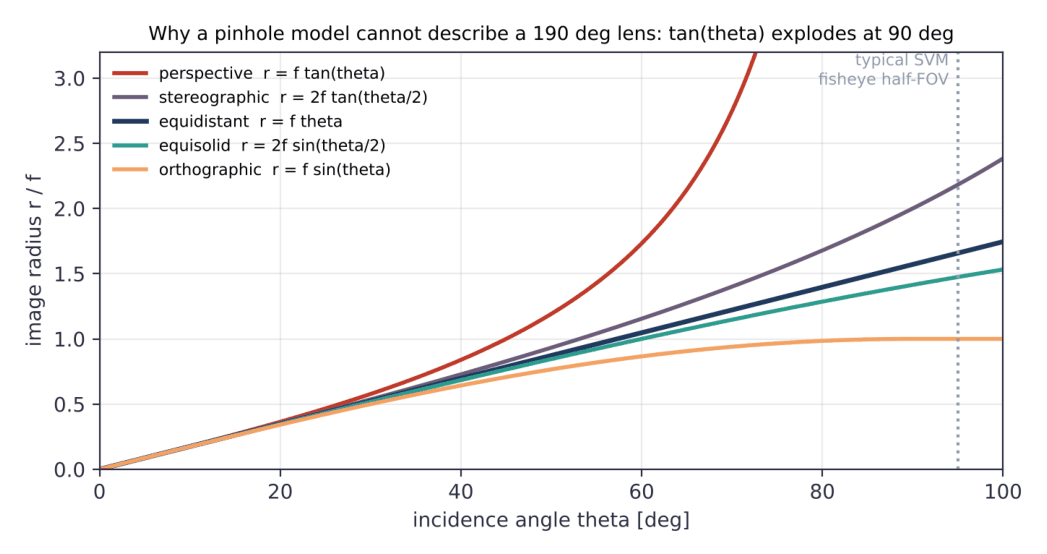 Why a pinhole model cannot describe a 190 deg lens: tan(theta) explodes at 90 deg
perspective  r = f tan(theta)
stereographic  r = 2f tan(theta/2)
equidistant  r = f theta
equisolid  r = 2f sin(theta/2)
orthographic  r = f sin(theta)
typical SVM
fisheye half-FOV
image radius r / f
3.0
2.5
2.0
1.5
1.0
0.5
0.0
0 20 40 60 80 100
incidence angle theta [deg]